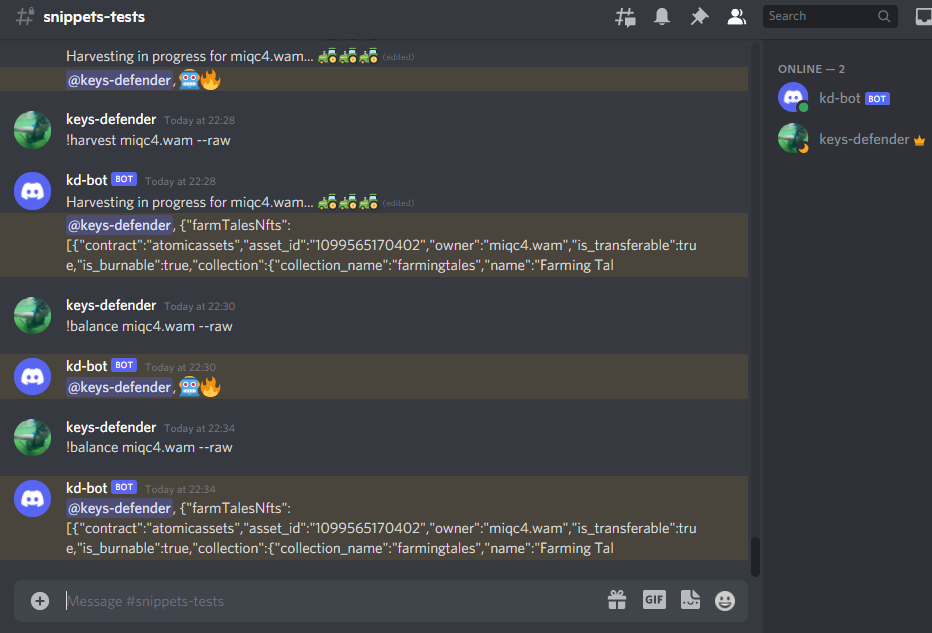 snippets-tests
Search
Harvesting in progress for miqc4.wam... 🚜🚜🚜 (edited)
@keys-defender, 🤖🔥
keys-defender Today at 22:28
!harvest miqc4.wam --raw
kd-bot BOT Today at 22:28
Harvesting in progress for miqc4.wam... 🚜🚜🚜 (edited)
@keys-defender, {"farmTalesNfts":
[{"contract":"atomicassets","asset_id":"1099565170402","owner":"miqc4.wam","is_transferable":tru
e,"is_burnable":true,"collection":{"collection_name":"farmingtales","name":"Farming Tal
keys-defender Today at 22:30
!balance miqc4.wam --raw
kd-bot BOT Today at 22:30
@keys-defender, 🤖🔥
keys-defender Today at 22:34
!balance miqc4.wam --raw
kd-bot BOT Today at 22:34
@keys-defender, {"farmTalesNfts":
[{"contract":"atomicassets","asset_id":"1099565170402","owner":"miqc4.wam","is_transferable":tru
e,"is_burnable":true,"collection":{"collection_name":"farmingtales","name":"Farming Tal
Message #snippets-tests
GIF
ONLINE — 2
kd-bot BOT
keys-defender